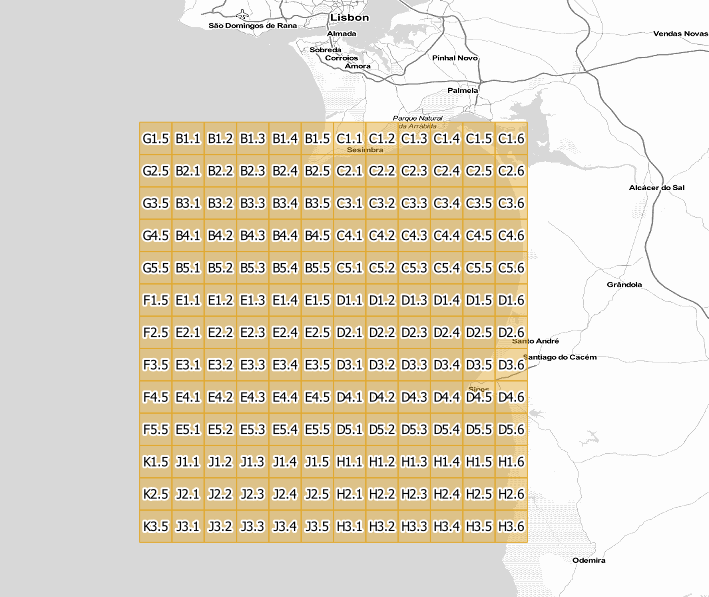 Lisbon
São Domingos de Rana
Almada
Vendas Novas
Sobreda
Corroios
Amora
Pinhal Novo
Palmela
Parque Natural
da Arrábida
G1.5 B1.1 B1.2 B1.3 B1.4 B1.5 C1.1 C1.2 C1.3 C1.4 C1.5 C1.6
Sesimbra
G2.5 B2.1 B2.2 B2.3 B2.4 B2.5 C2.1 C2.2 C2.3 C2.4 C2.5 C2.6
Alcácer do Sal
G3.5 B3.1 B3.2 B3.3 B3.4 B3.5 C3.1 C3.2 C3.3 C3.4 C3.5 C3.6
G4.5 B4.1 B4.2 B4.3 B4.4 B4.5 C4.1 C4.2 C4.3 C4.4 C4.5 C4.6
G5.5 B5.1 B5.2 B5.3 B5.4 B5.5 C5.1 C5.2 C5.3 C5.4 C5.5 C5.6
Grândola
F1.5 E1.1 E1.2 E1.3 E1.4 E1.5 D1.1 D1.2 D1.3 D1.4 D1.5 D1.6
F2.5 E2.1 E2.2 E2.3 E2.4 E2.5 D2.1 D2.2 D2.3 D2.4 D2.5 D2.6
Santo André
Santiago do Cacém
F3.5 E3.1 E3.2 E3.3 E3.4 E3.5 D3.1 D3.2 D3.3 D3.4 D3.5 D3.6
Sines
F4.5 E4.1 E4.2 E4.3 E4.4 E4.5 D4.1 D4.2 D4.3 D4.4 D4.5 D4.6
F5.5 E5.1 E5.2 E5.3 E5.4 E5.5 D5.1 D5.2 D5.3 D5.4 D5.5 D5.6
K1.5 J1.1 J1.2 J1.3 J1.4 J1.5 H1.1 H1.2 H1.3 H1.4 H1.5 H1.6
K2.5 J2.1 J2.2 J2.3 J2.4 J2.5 H2.1 H2.2 H2.3 H2.4 H2.5 H2.6
K3.5 J3.1 J3.2 J3.3 J3.4 J3.5 H3.1 H3.2 H3.3 H3.4 H3.5 H3.6
Odemira